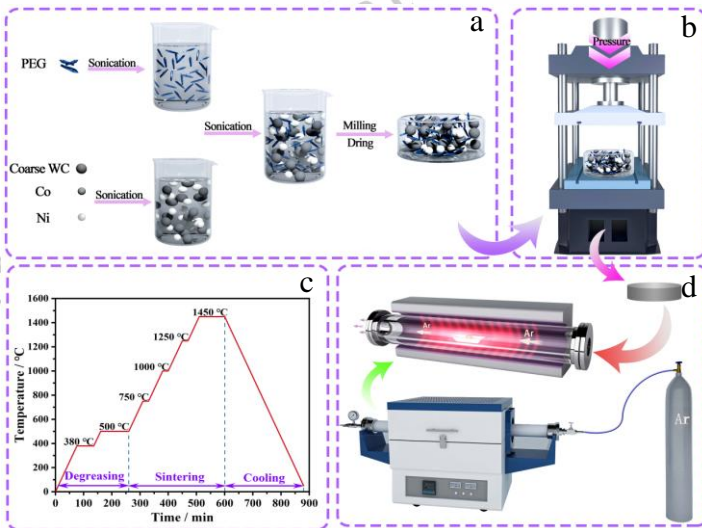 a
PEG
Sonication
Sonication
Milling
Dring
Coarse WC
Co
Ni
Sonication
b
Pressure
c
1600
1400
1200
1000
800
600
400
200
0
Temperature / °C
380 °C
500 °C
750 °C
1000 °C
1250 °C
1450 °C
Degreasing
Sintering
Cooling
0 100 200 300 400 500 600 700 800 900
Time / min
d
Ar
Ar
Ar